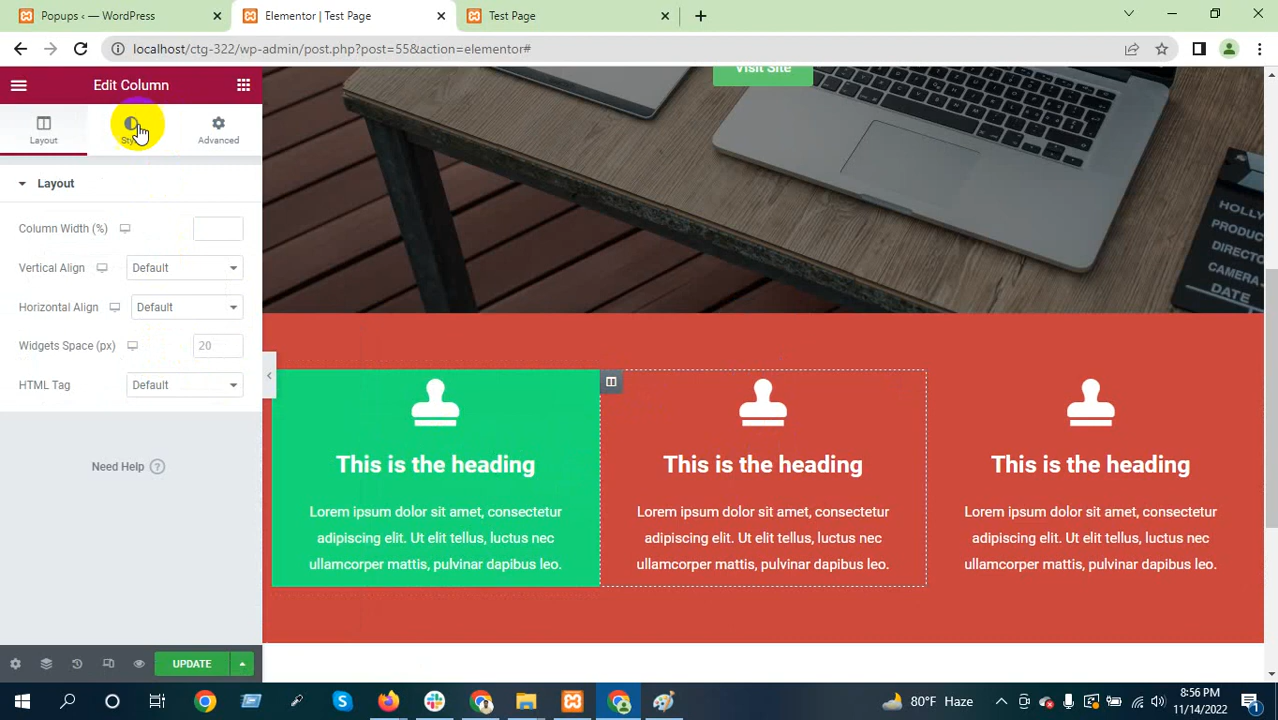 Popups ‹ — WordPress
Elementor | Test Page
Test Page
localhost/ctg-322/wp-admin/post.php?post=55&action=elementor#
Edit Column
Layout
Advanced
Layout
Column Width (%)
Vertical Align
Default
Horizontal Align
Default
Widgets Space (px)
20
HTML Tag
Default
Need Help
UPDATE
Visit Site
HOLLY
PRODUC
DIRECTO
CAMERA
DATE
This is the heading
This is the heading
This is the heading
Lorem ipsum dolor sit amet, consectetur
adipiscing elit. Ut elit tellus, luctus nec
ullamcorper mattis, pulvinar dapibus leo.
Lorem ipsum dolor sit amet, consectetur
adipiscing elit. Ut elit tellus, luctus nec
ullamcorper mattis, pulvinar dapibus leo.
Lorem ipsum dolor sit amet, consectetur
adipiscing elit. Ut elit tellus, luctus nec
ullamcorper mattis, pulvinar dapibus leo.
80°F Haze
8:56 PM
11/14/2022